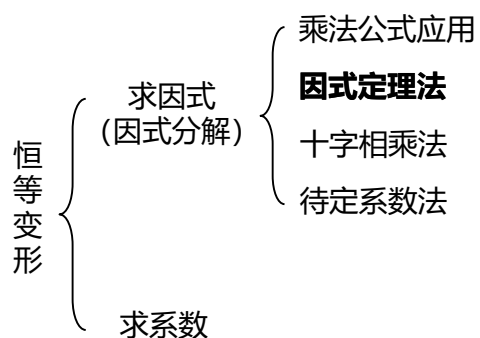 乘法公式应用
因式定理法
求因式
（因式分解）
十字相乘法
待定系数法
恒等变形
求系数